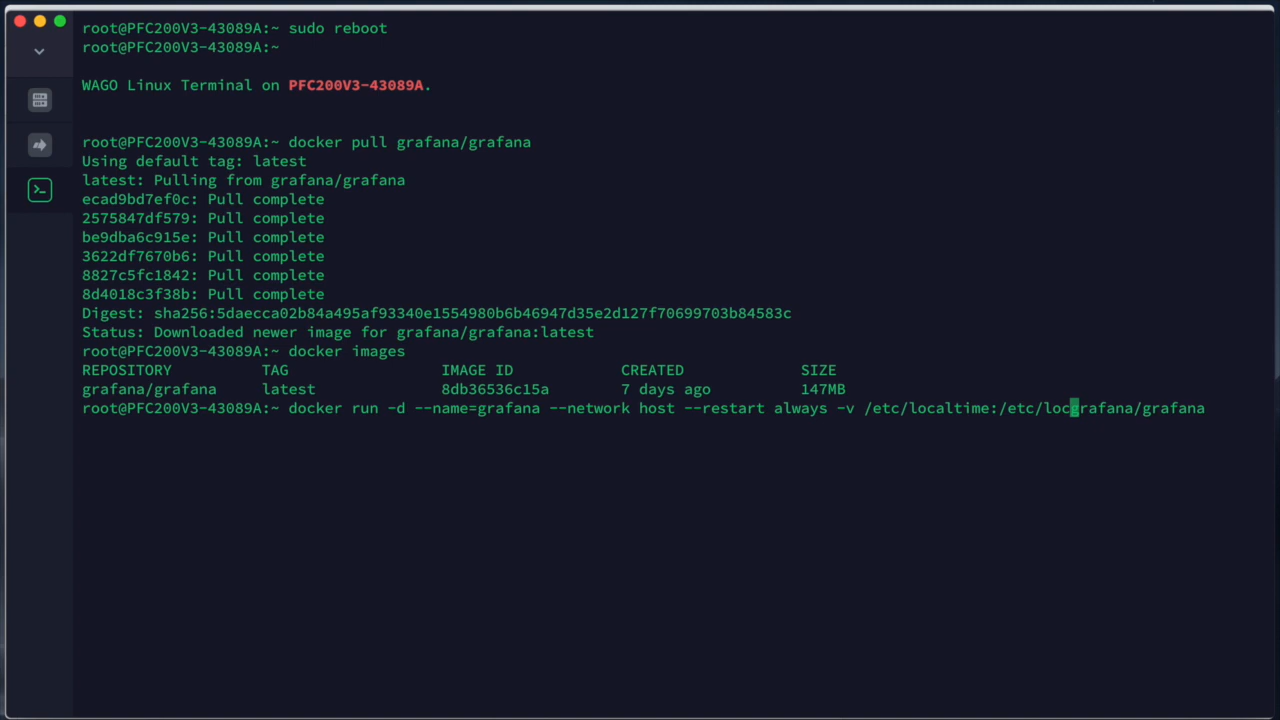 root@PFC200V3-43089A:~ sudo reboot
root@PFC200V3-43089A:~
WAGO Linux Terminal on PFC200V3-43089A.
root@PFC200V3-43089A:~ docker pull grafana/grafana
Using default tag: latest
latest: Pulling from grafana/grafana
ecad9bd7ef0c: Pull complete
2575847df579: Pull complete
be9dba6c915e: Pull complete
3622df7670b6: Pull complete
8827c5fc1842: Pull complete
8d4018c3f38b: Pull complete
Digest: sha256:5daecca02b84a495af93340e1554980b6b46947d35e2d127f70699703b84583c
Status: Downloaded newer image for grafana/grafana:latest
root@PFC200V3-43089A:~ docker images
REPOSITORY TAG IMAGE ID CREATED SIZE
grafana/grafana latest 8db36536c15a 7 days ago 147MB
root@PFC200V3-43089A:~ docker run -d --name=grafana --network host --restart always -v /etc/localtime:/etc/locgrafana/grafana